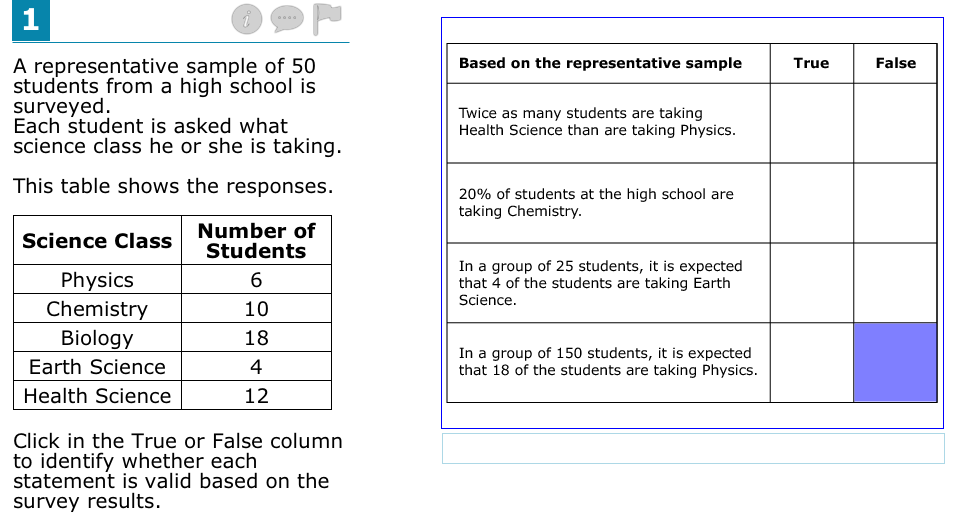 1
A representative sample of 50
students from a high school is
surveyed.
Each student is asked what
science class he or she is taking.
This table shows the responses.
Science Class Number of
Students
Physics 6
Chemistry 10
Biology 18
Earth Science 4
Health Science 12
Click in the True or False column
to identify whether each
statement is valid based on the
survey results.
Based on the representative sample True False
Twice as many students are taking
Health Science than are taking Physics.
20% of students at the high school are
taking Chemistry.
In a group of 25 students, it is expected
that 4 of the students are taking Earth
Science.
In a group of 150 students, it is expected
that 18 of the students are taking Physics.